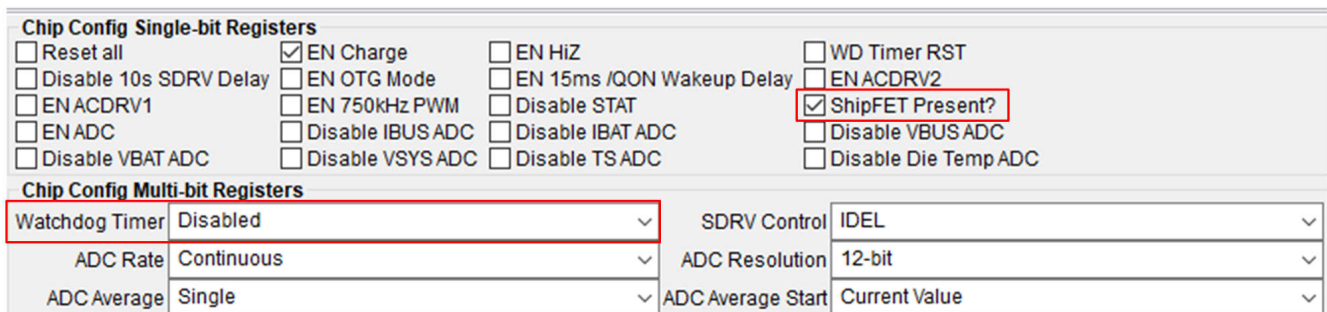 Chip Config Single-bit Registers
Reset all EN Charge EN HiZ WD Timer RST
Disable 10s SDRV Delay EN OTG Mode EN 15ms /QON Wakeup Delay EN ACDRV2
EN ACDRV1 EN 750kHz PWM Disable STAT ShipFET Present?
EN ADC Disable IBUS ADC Disable IBAT ADC Disable VBUS ADC
Disable VBAT ADC Disable VSYS ADC Disable TS ADC Disable Die Temp ADC
Chip Config Multi-bit Registers
Watchdog Timer Disabled SDRV Control IDEL
ADC Rate Continuous ADC Resolution 12-bit
ADC Average Single ADC Average Start Current Value